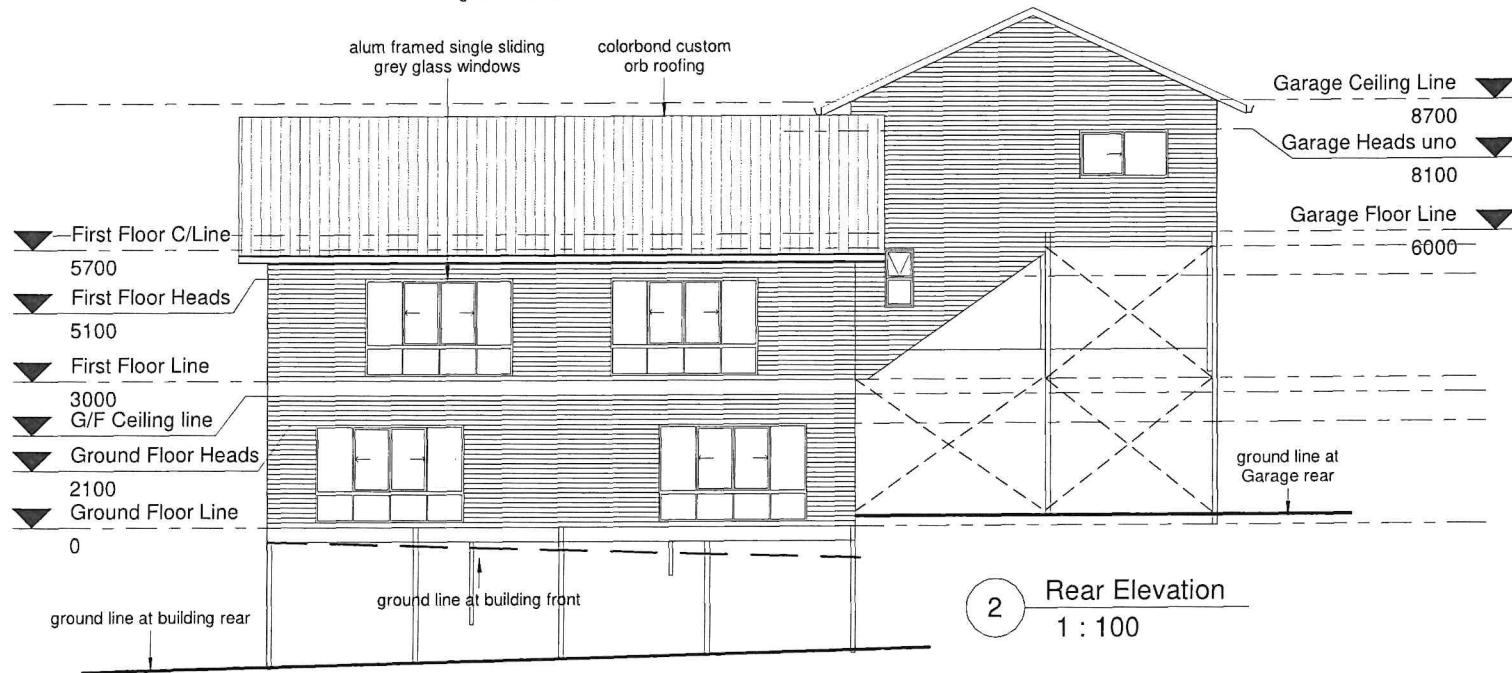 alum framed single sliding
grey glass windows
colorbond custom
orb roofing
Garage Ceiling Line
8700
Garage Heads uno
8100
Garage Floor Line
6000
First Floor C/Line
5700
First Floor Heads
5100
First Floor Line
3000
G/F Ceiling line
Ground Floor Heads
2100
Ground Floor Line
0
ground line at
Garage rear
ground line at building front
ground line at building rear
2
Rear Elevation
1 : 100